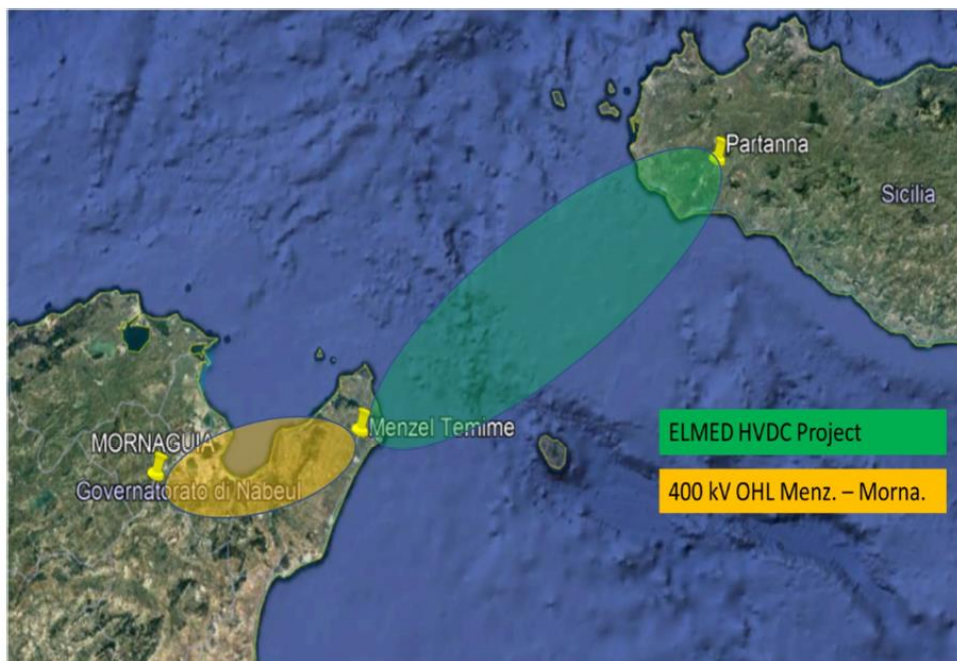 Partanna
Sicilia
Menzel Temime
MORNAGUIA
Governatorato di Nabeul
ELMED HVDC Project
400 kV OHL Menz. – Morna.